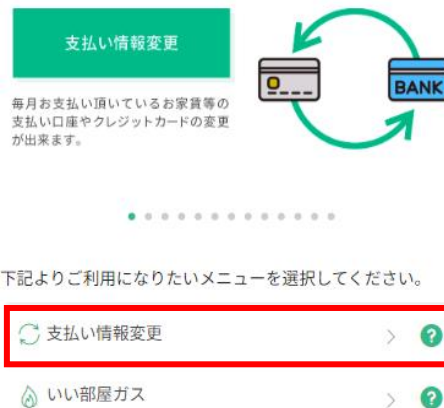 支払い情報変更
毎月お支払い頂いているお家賃等の
支払い口座やクレジットカードの変更
が出来ます。
BANK
下記よりご利用になりたいメニューを選択してください。
支払い情報変更 > ?
いい部屋ガス > ?